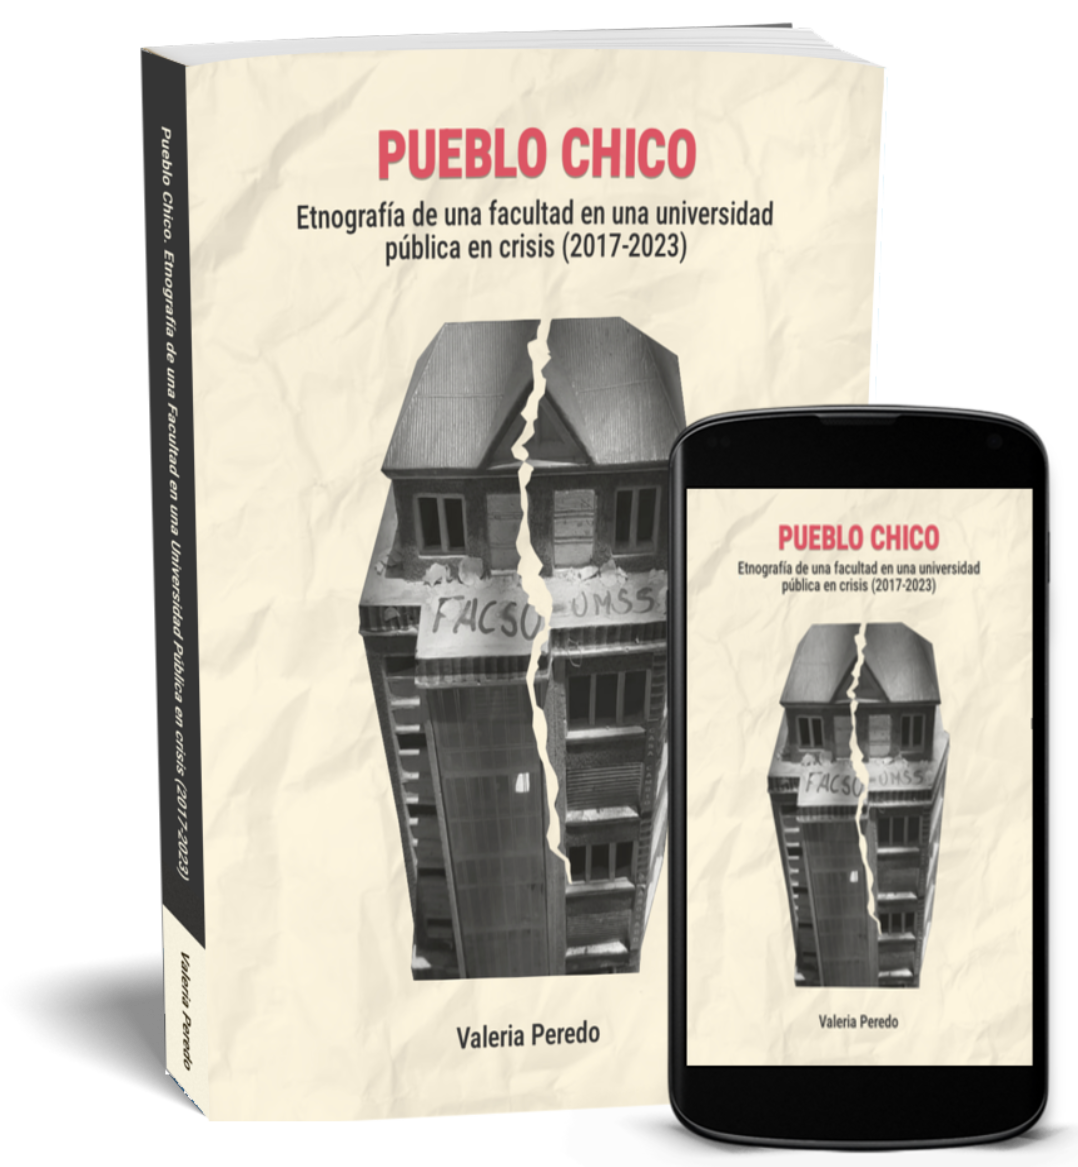 Pueblo Chico. Etnografía de una Facultad en una Universidad Pública en crisis (2017-2023)
Valeria Peredo
PUEBLO CHICO
Etnografía de una facultad en una universidad
pública en crisis (2017-2023)
FACSO-UMSS
Valeria Peredo
PUEBLO CHICO
Etnografía de una facultad en una universidad
pública en crisis (2017-2023)
FACSO-UMSS
Valeria Peredo